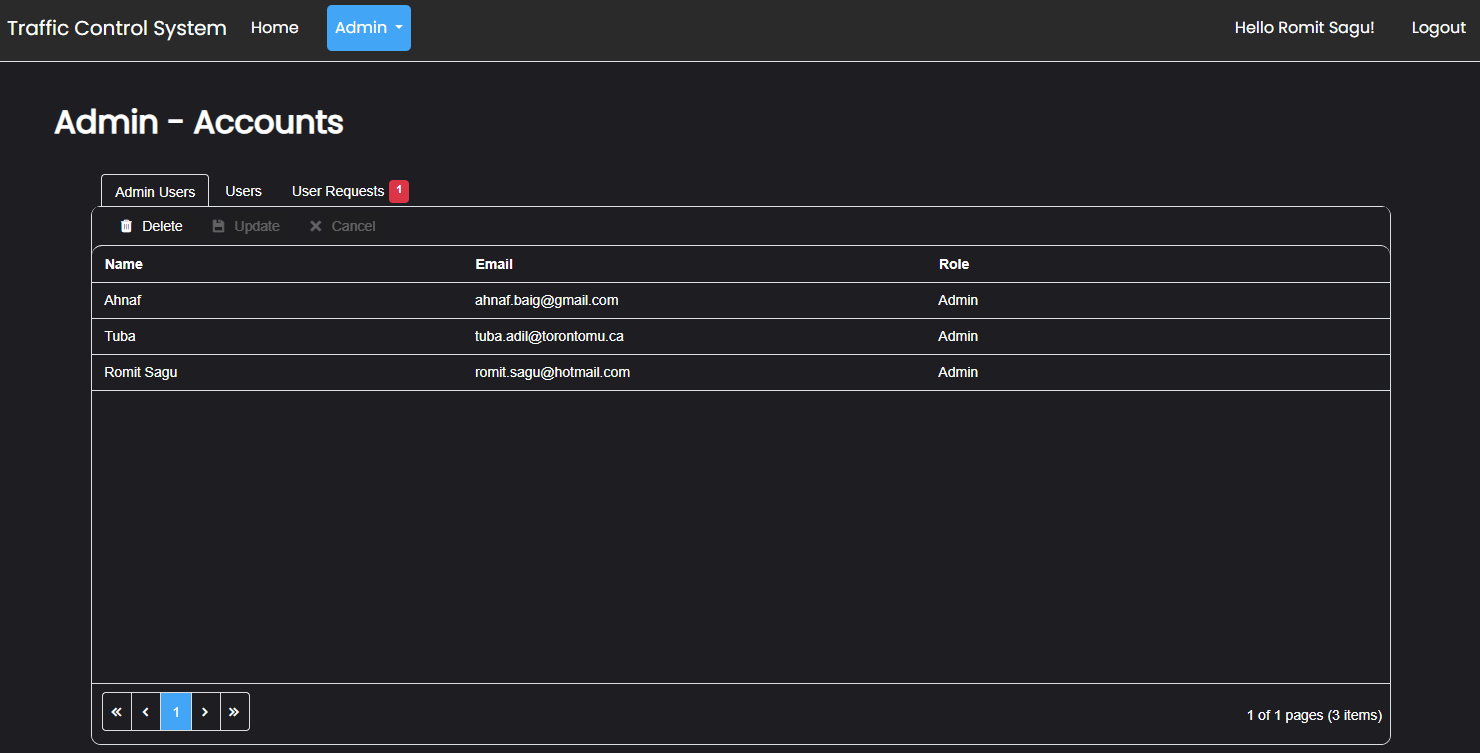 Traffic Control System Home Admin Hello Romit Sagu! Logout
Admin - Accounts
Admin Users Users User Requests 1
Delete Update Cancel
Name Email Role
Ahnaf ahnaf.baig@gmail.com Admin
Tuba tuba.adil@torontomu.ca Admin
Romit Sagu romit.sagu@hotmail.com Admin
« ‹ 1 › » 1 of 1 pages (3 items)